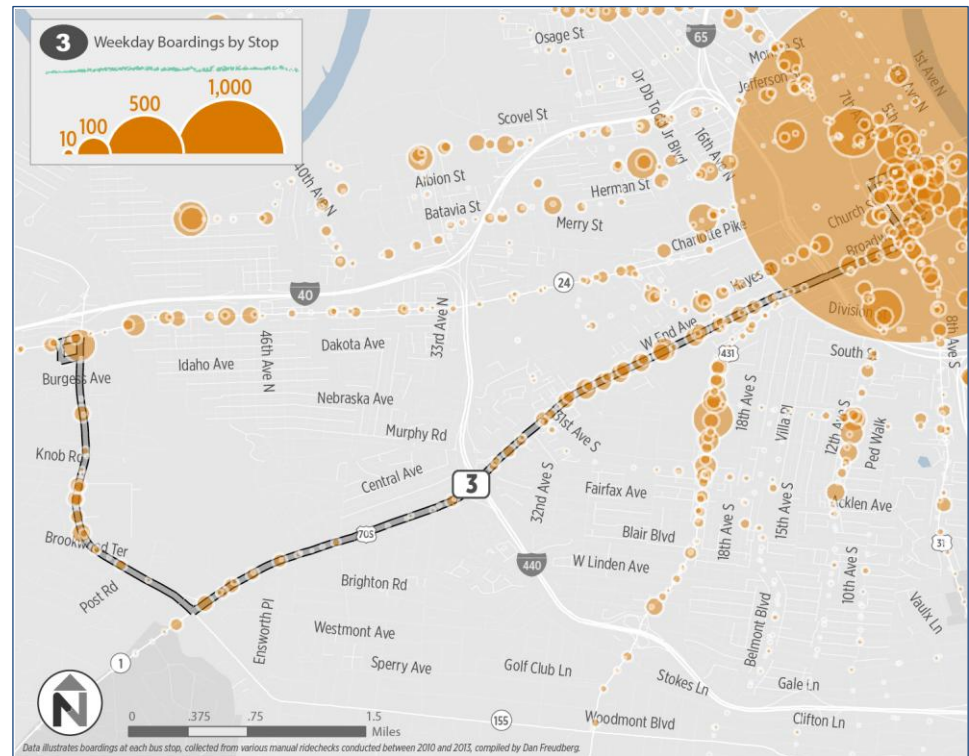 3 Weekday Boardings by Stop
10 100 500 1,000
Osage St
65
Jefferson St
1st Ave N
7th Ave N
5th Ave N
Dr Db Todd Jr Blvd
16th Ave N
Scovel St
40th Ave N
Albion St
Herman St
Batavia St
Merry St
Charlotte Pike
Church St
Broadway
Hayes
24
40
33rd Ave N
W End Ave
Division
8th Ave S
46th Ave N
Dakota Ave
Idaho Ave
431
South St
Burgess Ave
Nebraska Ave
31st Ave S
18th Ave S
Villa Pl
12th Ave S
Ped Walk
Murphy Rd
Knob Rd
Central Ave
3
32nd Ave S
Fairfax Ave
Acklen Ave
15th Ave S
Blair Blvd
18th Ave S
70S
31
Brookwood Ter
W Linden Ave
440
10th Ave S
Post Rd
Brighton Rd
Vaulx Ln
Ensworth Pl
Belmont Blvd
Westmont Ave
1
Sperry Ave
Golf Club Ln
Stokes Ln
Gale Ln
N
0 .375 .75 1.5
Miles
155
Woodmont Blvd
Clifton Ln
Data illustrates boardings at each bus stop, collected from various manual ridechecks conducted between 2010 and 2013, compiled by Dan Freudberg.